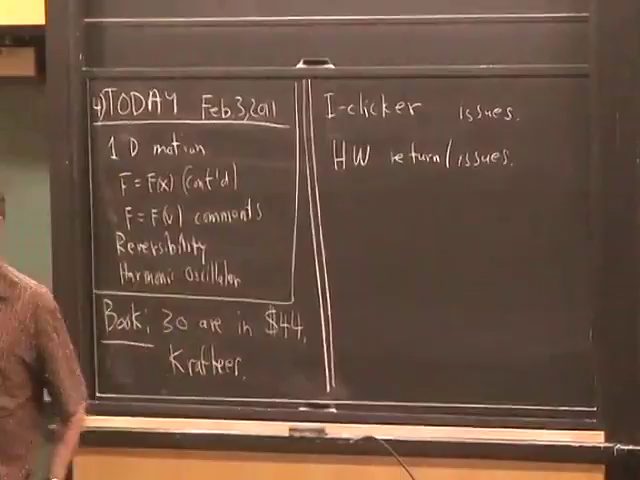 4) TODAY Feb. 3, 2011
1 D motion
F = F(x) (cont'd)
F = F(v) comments
Reversibility
Harmonic Oscillator
Book: 30 are in $44,
Kraftees.
I-clicker issues.
HW return/issues.